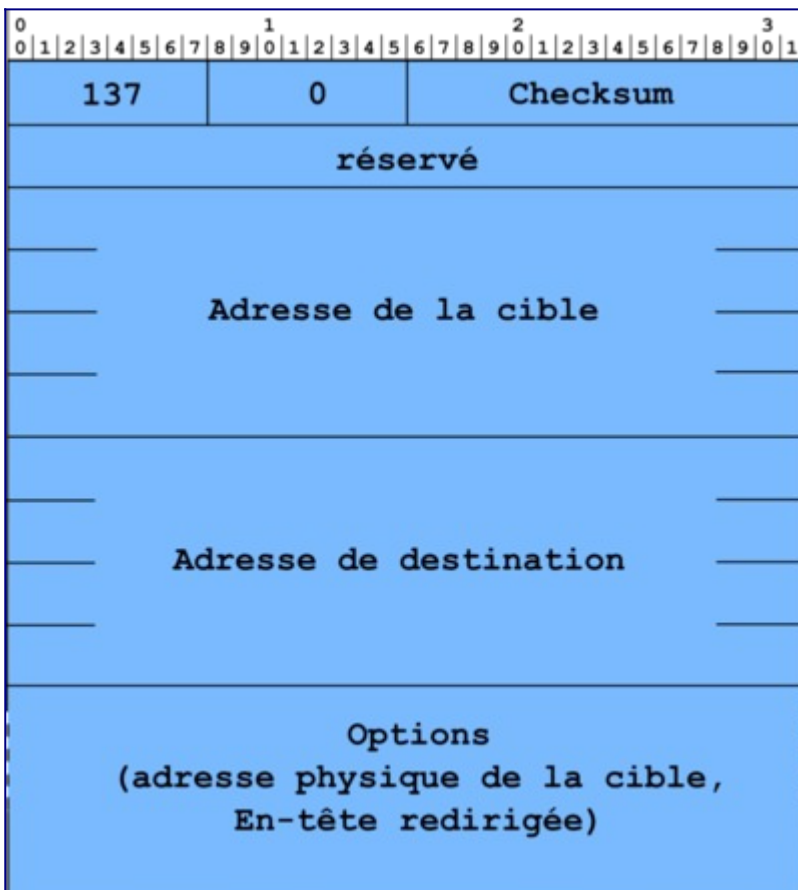 0 1 2 3
0|1|2|3|4|5|6|7|8|9|0|1|2|3|4|5|6|7|8|9|0|1|2|3|4|5|6|7|8|9|0|1
137 0 Checksum
réservé
Adresse de la cible
Adresse de destination
Options
(adresse physique de la cible,
En-tête redirigée)